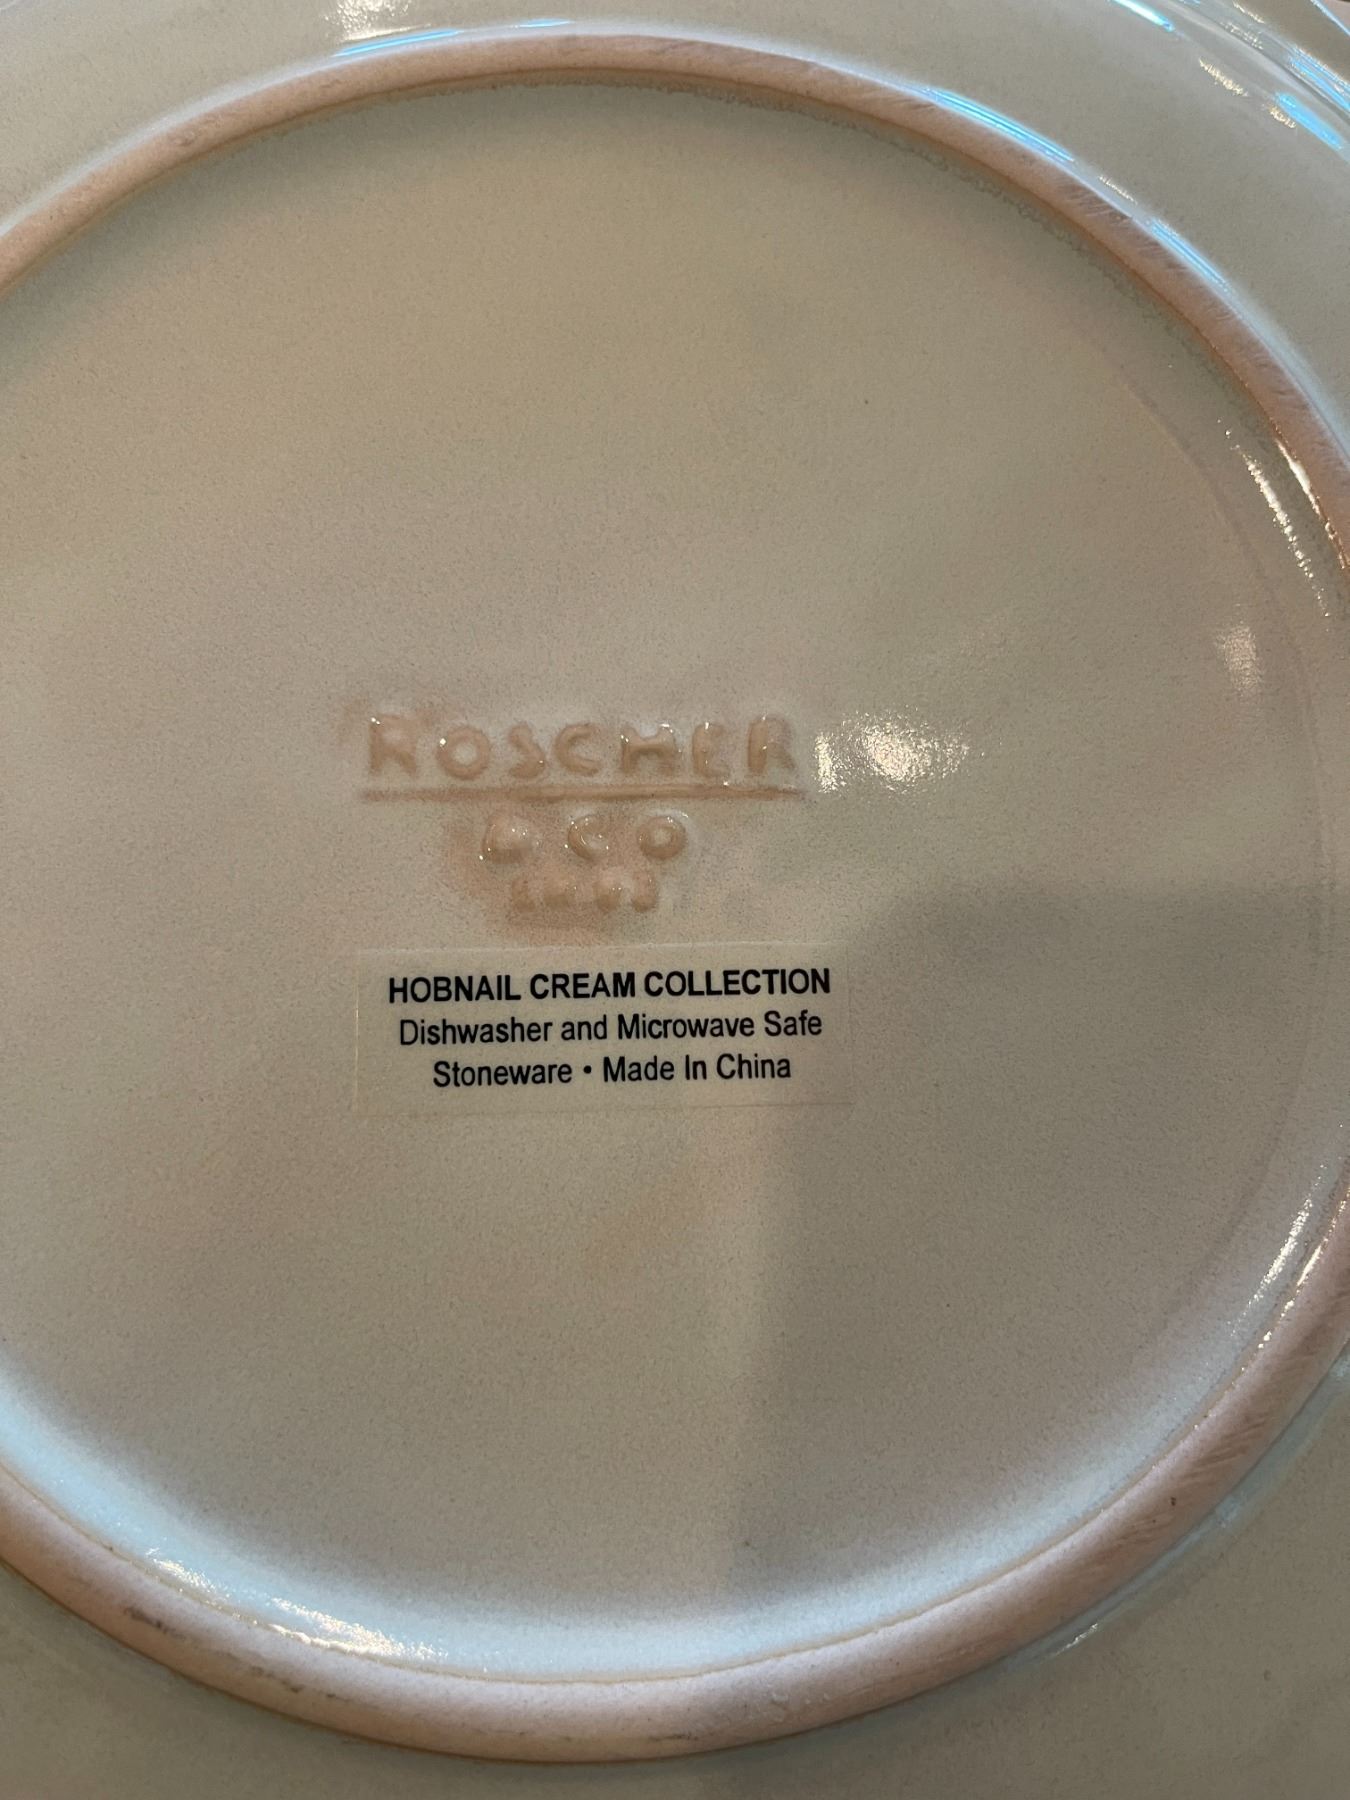 ROSCHER
& CO
HOBNAIL CREAM COLLECTION
Dishwasher and Microwave Safe
Stoneware • Made In China